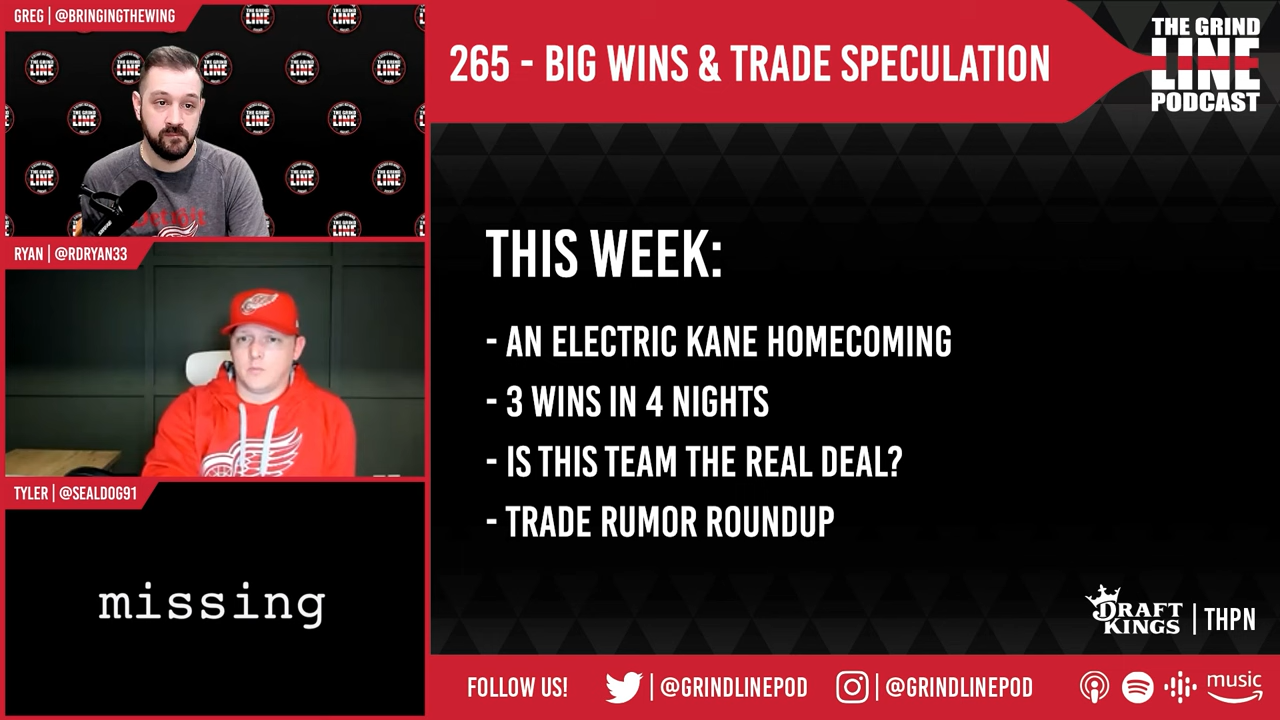 GREG | @BRINGINGTHEWING
265 - BIG WINS & TRADE SPECULATION
THE GRIND
LINE
PODCAST
RYAN | @RDRYAN33
THIS WEEK:
- AN ELECTRIC KANE HOMECOMING
- 3 WINS IN 4 NIGHTS
- IS THIS TEAM THE REAL DEAL?
- TRADE RUMOR ROUNDUP
TYLER | @SEALDOG91
missing
DRAFT
KINGS | THPN
FOLLOW US! | @GRINDLINEPOD | @GRINDLINEPOD
music